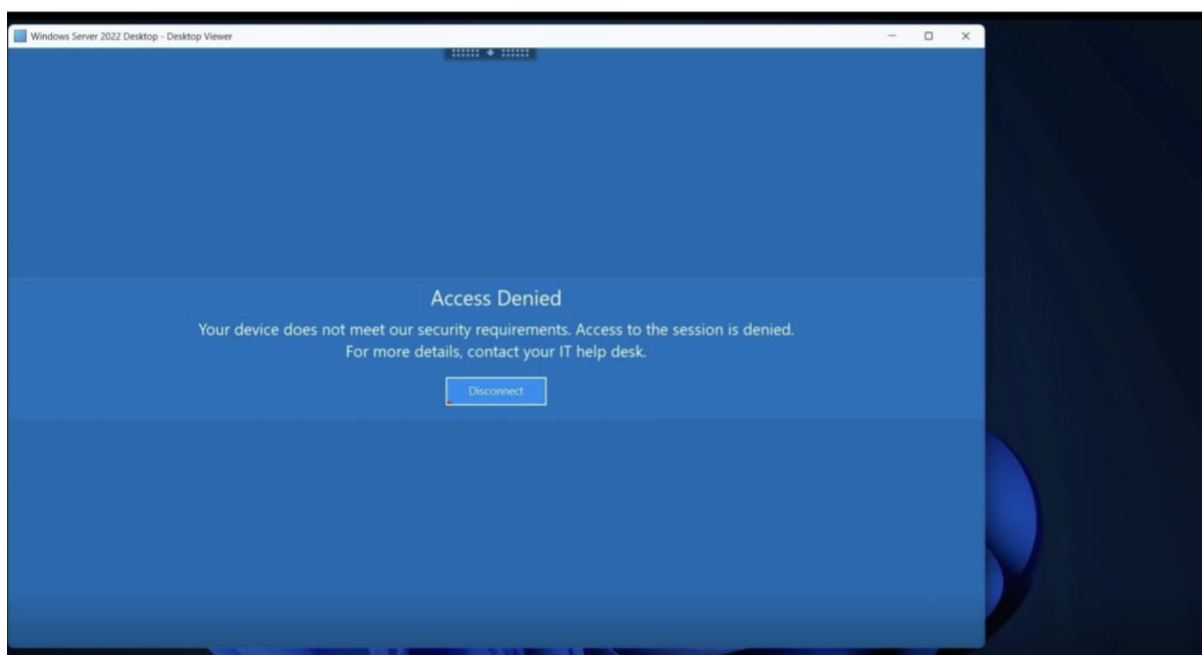 Windows Server 2022 Desktop - Desktop Viewer
Access Denied
Your device does not meet our security requirements. Access to the session is denied.
For more details, contact your IT help desk.
Disconnect